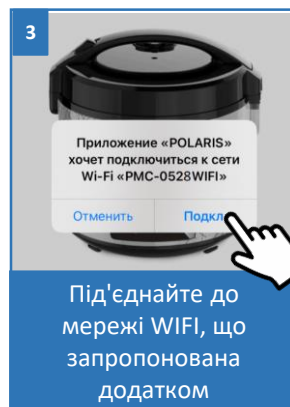 3
Приложение «POLARIS»
хочет подключиться к сети
Wi-Fi «PMC-0528WIFI»
Отменить Подкл
Під'єднайте до
мережі WIFI, що
запропонована
додатком